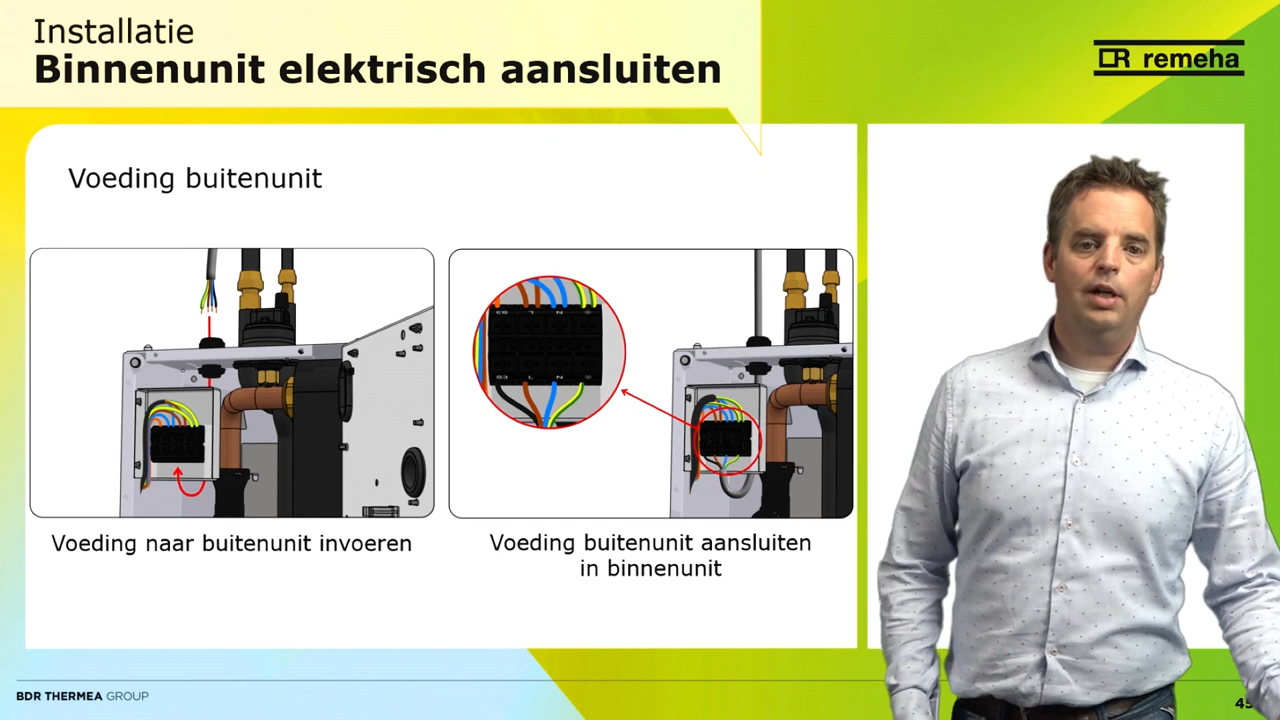 Installatie
Binnenunit elektrisch aansluiten
remeha
Voeding buitenunit
L N
L N
Voeding naar buitenunit invoeren
Voeding buitenunit aansluiten
in binnenunit
BDR THERMEA GROUP